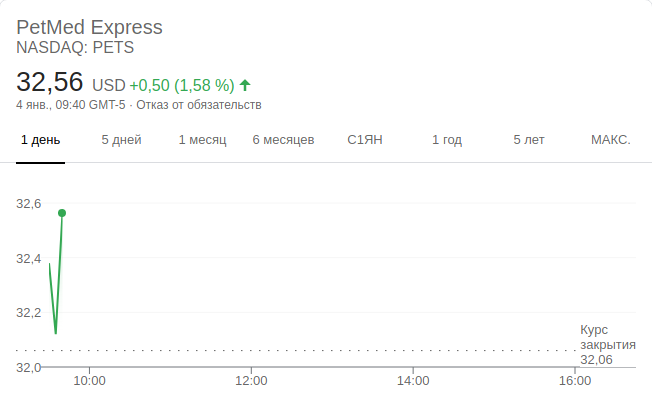 PetMed Express
NASDAQ: PETS
32,56 USD +0,50 (1,58 %)
4 янв., 09:40 GMT-5 · Отказ от обязательств
1 день 5 дней 1 месяц 6 месяцев С1ЯН 1 год 5 лет МАКС.
32,6
32,4
32,2
Курс
закрытия
32,06
32,0
10:00 12:00 14:00 16:00